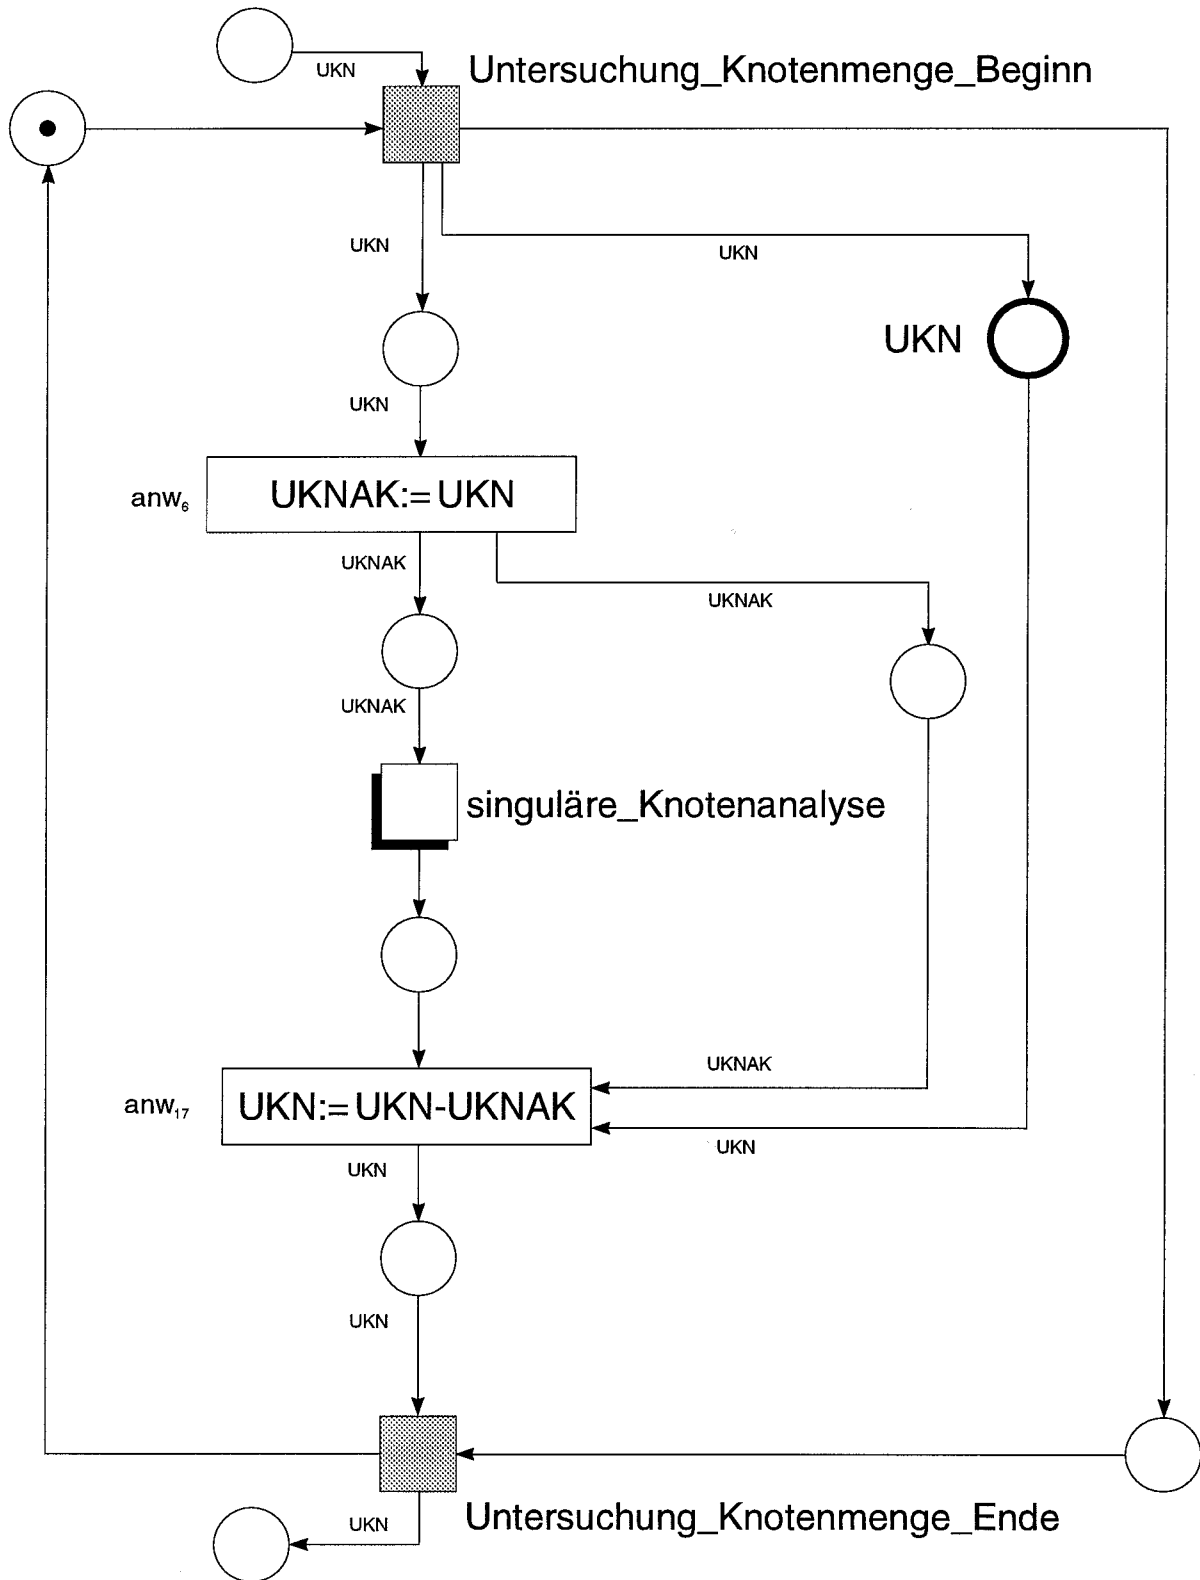 UKN
Untersuchung_Knotenmenge_Beginn
UKN
UKN
UKN
UKN
anw₆
UKNAK:=UKN
UKNAK
UKNAK
UKNAK
singuläre_Knotenanalyse
UKNAK
anw₁₇
UKN:=UKN-UKNAK
UKN
UKN
UKN
Untersuchung_Knotenmenge_Ende
UKN